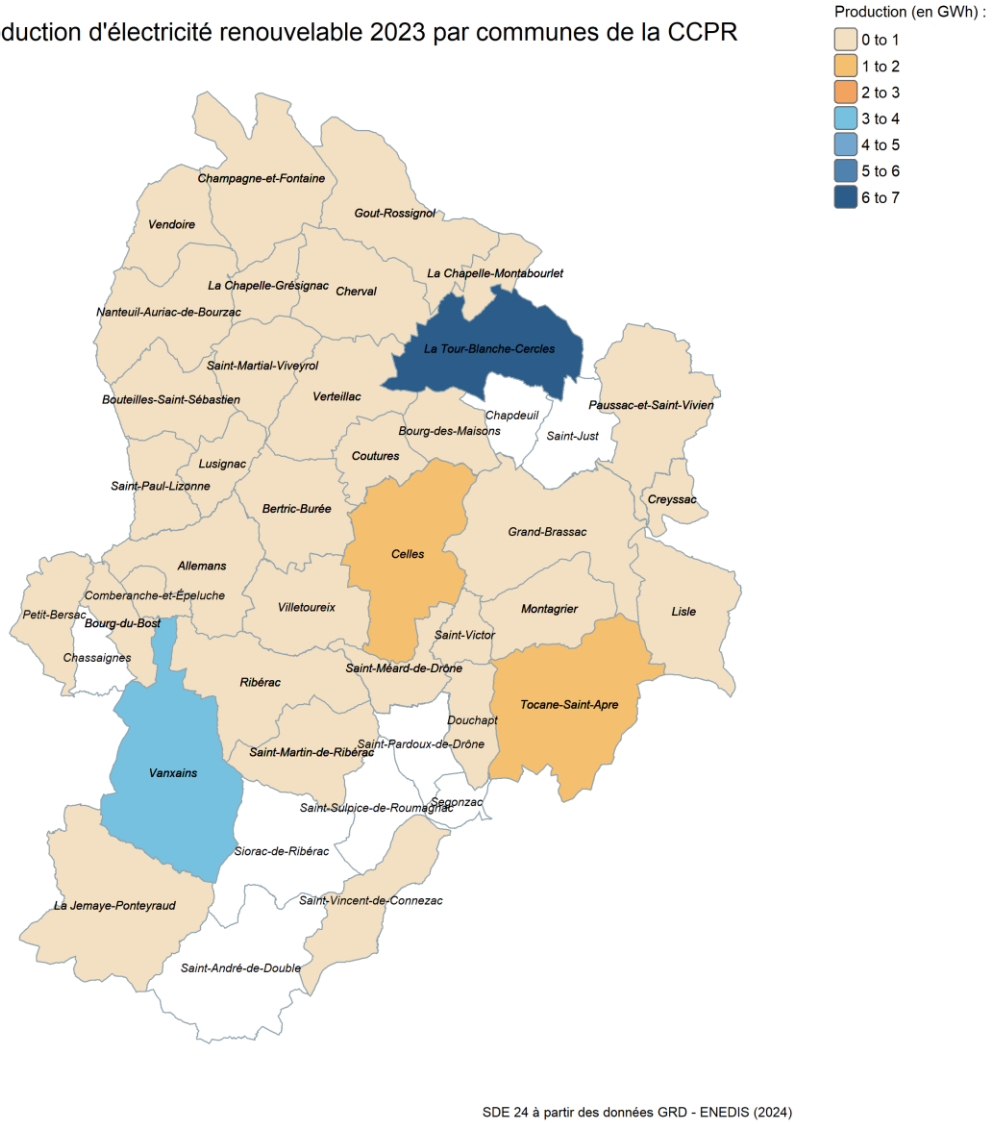 Production (en GWh) :
duction d'électricité renouvelable 2023 par communes de la CCPR
0 to 1
1 to 2
2 to 3
3 to 4
4 to 5
5 to 6
6 to 7
Champagne-et-Fontaine
Gout-Rossignol
Vendoire
La Chapelle-Montabourlet
La Chapelle-Grésignac
Cherval
Nanteuil-Auriac-de-Bourzac
La Tour-Blanche-Cercles
Saint-Martial-Viveyrol
Verteillac
Bouteilles-Saint-Sébastien
Paussac-et-Saint-Vivien
Chapdeuil
Bourg-des-Maisons
Saint-Just
Coutures
Lusignac
Saint-Paul-Lizonne
Creyssac
Bertric-Burée
Grand-Brassac
Celles
Allemans
Comberanche-et-Épeluche
Villetoureix
Montagrier
Lisle
Petit-Bersac
Bourg-du-Bost
Saint-Victor
Chassaignes
Saint-Méard-de-Drône
Ribérac
Tocane-Saint-Apre
Douchapt
Saint-Pardoux-de-Drône
Saint-Martin-de-Ribérac
Vanxains
Segonzac
Saint-Sulpice-de-Roumagnac
Siorac-de-Ribérac
Saint-Vincent-de-Connezac
La Jemaye-Ponteyraud
Saint-André-de-Double
SDE 24 à partir des données GRD - ENEDIS (2024)